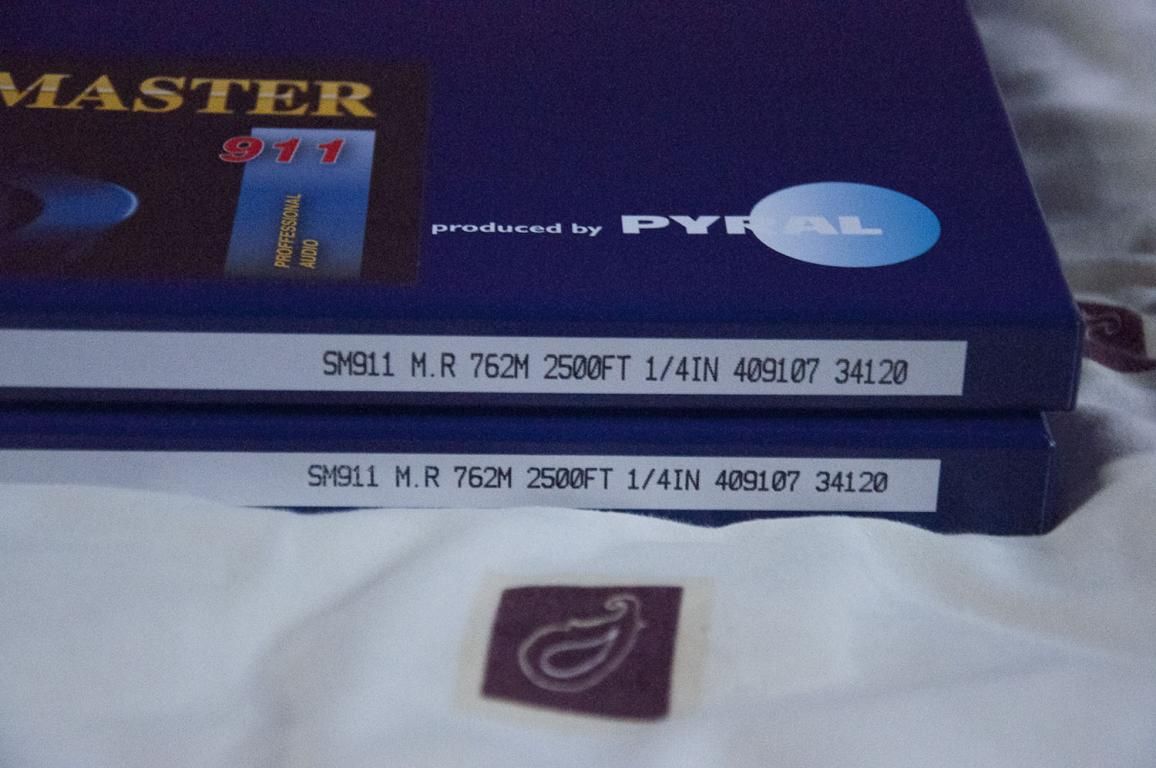 MASTER
911
PROFFESSIONAL
AUDIO
produced by PYRAL
SM911 M.R 762M 2500FT 1/4IN 409107 34120
SM911 M.R 762M 2500FT 1/4IN 409107 34120